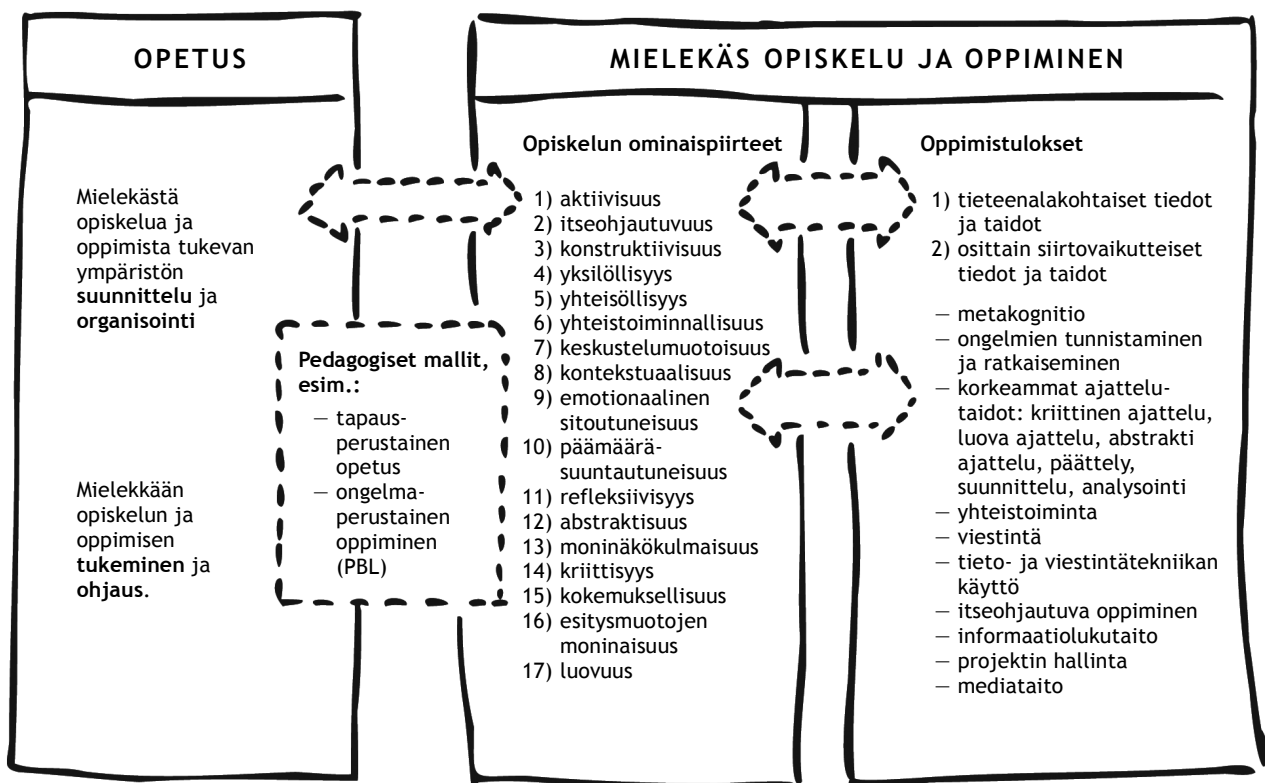 OPETUS
Mielekästä
opiskelua ja
oppimista tukevan
ympäristön
suunnittelu ja
organisointi
Mielekkään
opiskelun ja
oppimisen
tukeminen ja
ohjaus.
Pedagogiset mallit,
esim.:
— tapaus-
perustainen
opetus
— ongelma-
perustainen
oppiminen
(PBL)
MIELEKÄS OPISKELU JA OPPIMINEN
Opiskelun ominaispiirteet
1) aktiivisuus
2) itseohjautuvuus
3) konstruktiivisuus
4) yksilöllisyys
5) yhteisöllisyys
6) yhteistoiminnallisuus
7) keskustelumuotoisuus
8) kontekstuaalisuus
9) emotionaalinen
sitoutuneisuus
10) päämäärä-
suuntautuneisuus
11) refleksiivisyys
12) abstraktisuus
13) moninäkökulmaisuus
14) kriittisyys
15) kokemuksellisuus
16) esitysmuotojen
moninaisuus
17) luovuus
Oppimistulokset
1) tieteenalakohtaiset tiedot
ja taidot
2) osittain siirtovaikutteiset
tiedot ja taidot
— metakognitio
— ongelmien tunnistaminen
ja ratkaiseminen
— korkeammat ajattelu-
taidot: kriittinen ajattelu,
luova ajattelu, abstrakti
ajattelu, päättely,
suunnittelu, analysointi
— yhteistoiminta
— viestintä
— tieto- ja viestintätekniikan
käyttö
— itseohjautuva oppiminen
— informaatiolukutaito
— projektin hallinta
— mediataito